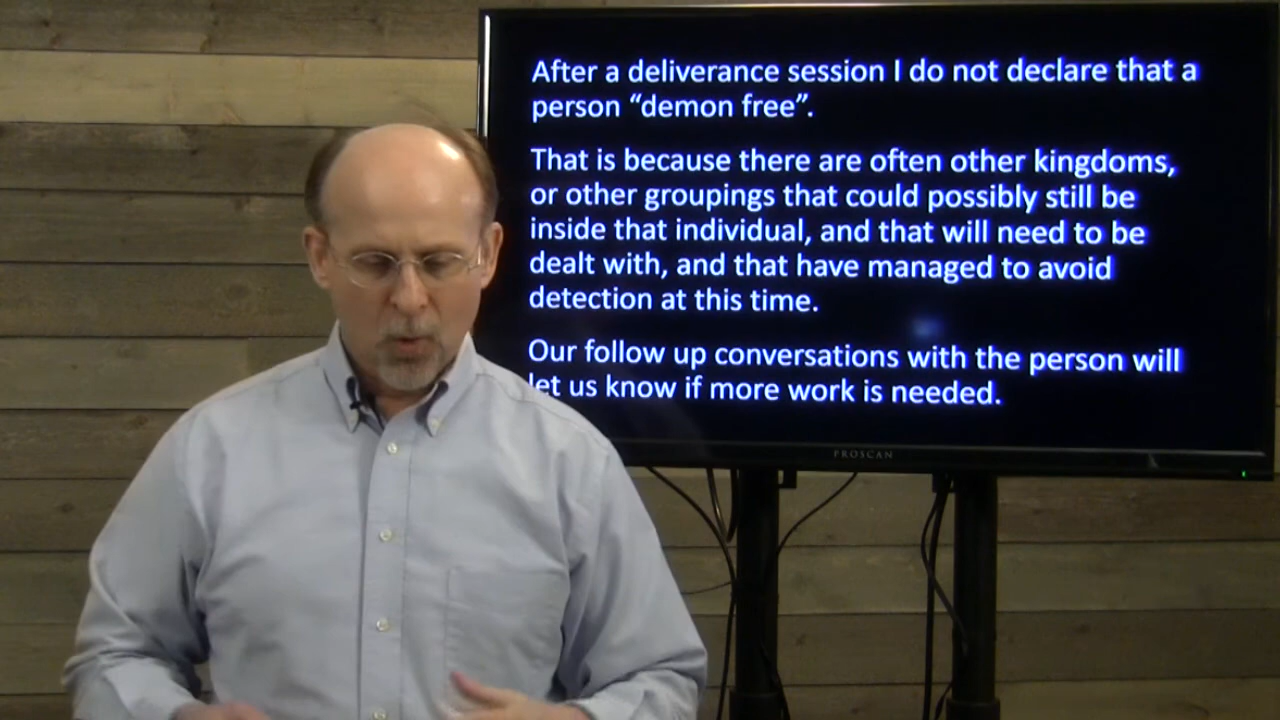 After a deliverance session I do not declare that a
person “demon free”.
That is because there are often other kingdoms,
or other groupings that could possibly still be
inside that individual, and that will need to be
dealt with, and that have managed to avoid
detection at this time.
Our follow up conversations with the person will
let us know if more work is needed.
PROSCAN